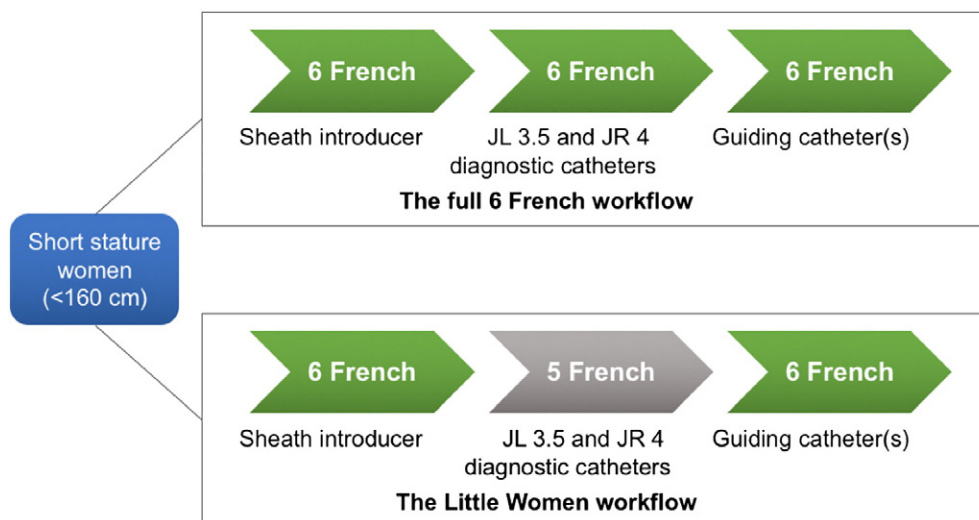 6 French
6 French
6 French
Sheath introducer
JL 3.5 and JR 4
diagnostic catheters
Guiding catheter(s)
The full 6 French workflow
Short stature
women
(<160 cm)
6 French
5 French
6 French
Sheath introducer
JL 3.5 and JR 4
diagnostic catheters
Guiding catheter(s)
The Little Women workflow